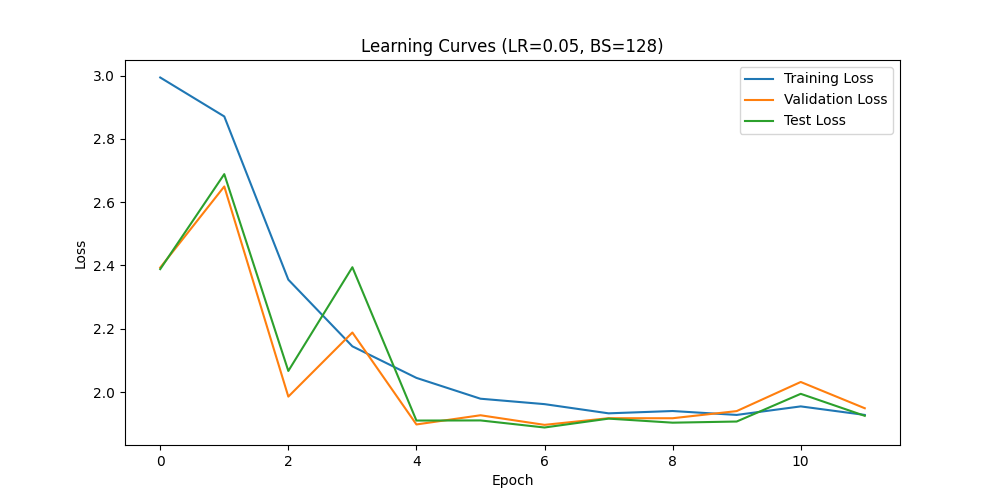 Learning Curves (LR=0.05, BS=128)
Training Loss
Validation Loss
Test Loss
3.0
2.8
2.6
2.4
2.2
2.0
Loss
0 2 4 6 8 10
Epoch